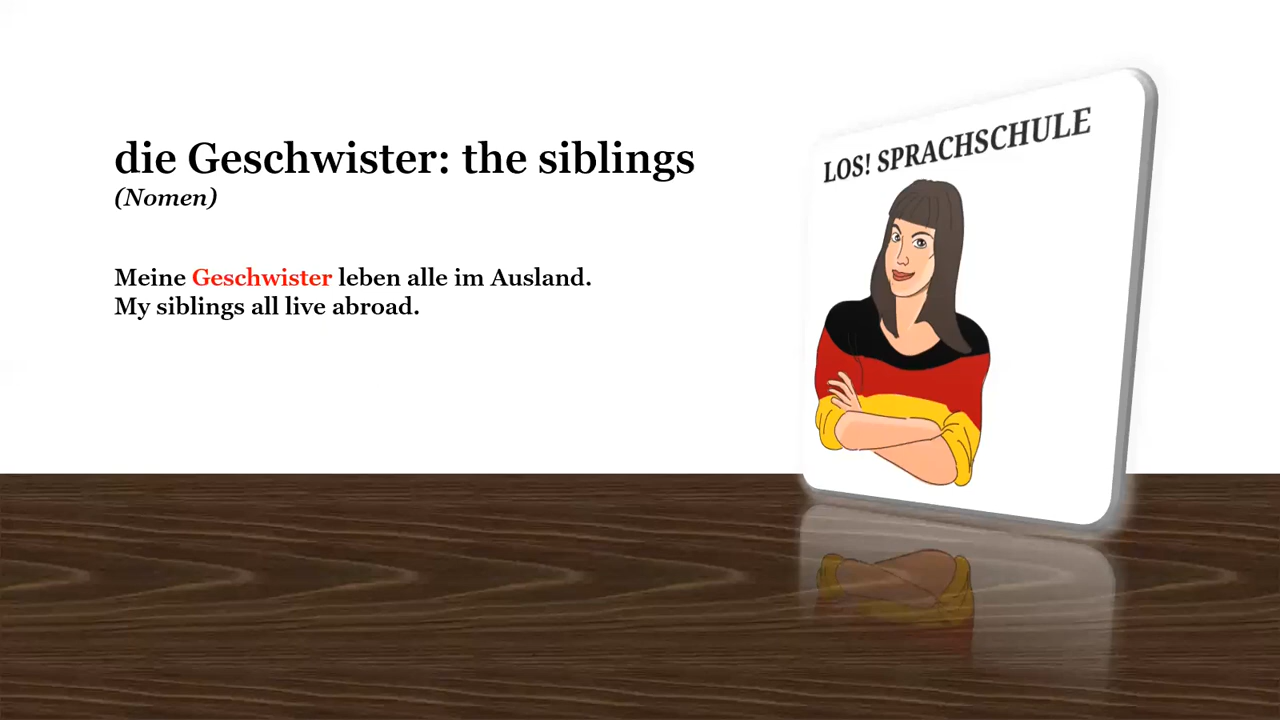 die Geschwister: the siblings
(Nomen)
Meine Geschwister leben alle im Ausland.
My siblings all live abroad.
LOS! SPRACHSCHULE